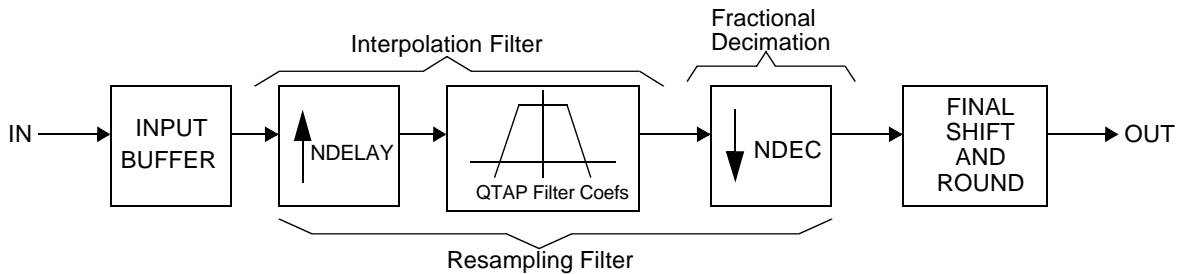 Interpolation Filter
Fractional
Decimation
IN
INPUT
BUFFER
NDELAY
QTAP Filter Coefs
NDEC
FINAL
SHIFT
AND
ROUND
OUT
Resampling Filter